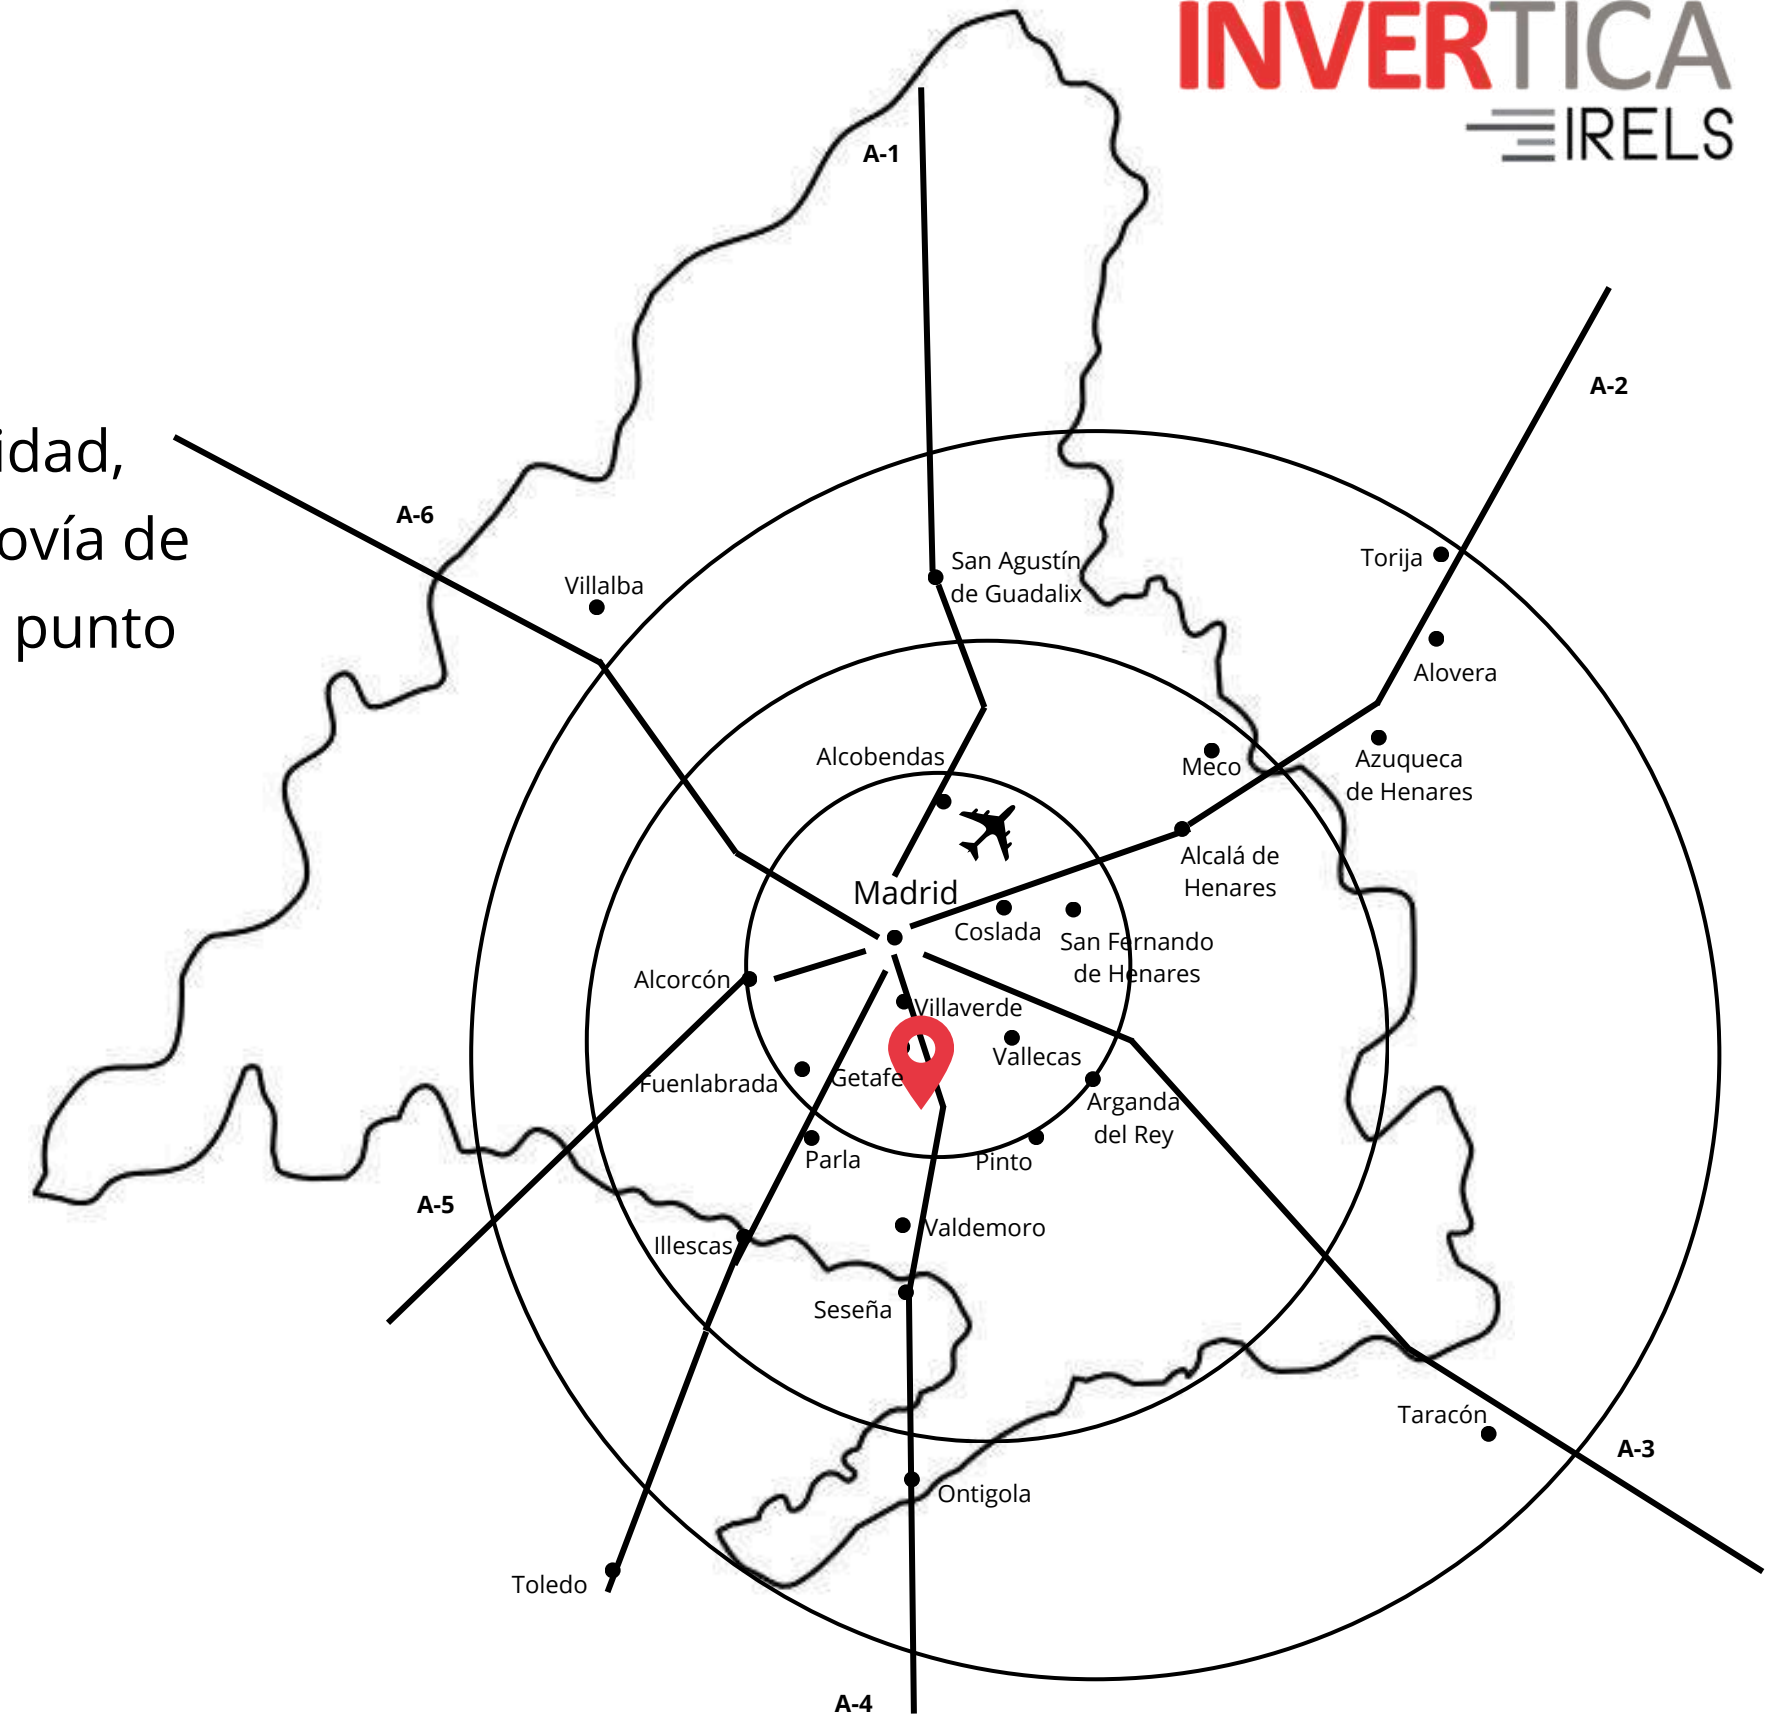 INVERTICA
IRELS
A-1
A-2
idad,
ovía de
punto
A-6
San Agustín
de Guadalix
Torija
Villalba
Alovera
Alcobendas
Meco
Azuqueca
de Henares
Alcalá de
Henares
Madrid
Coslada
San Fernando
de Henares
Alcorcón
Villaverde
Vallecas
Fuenlabrada
Getafe
Arganda
del Rey
Parla
Pinto
A-5
Valdemoro
Illescas
Seseña
Taracón
A-3
Ontigola
Toledo
A-4